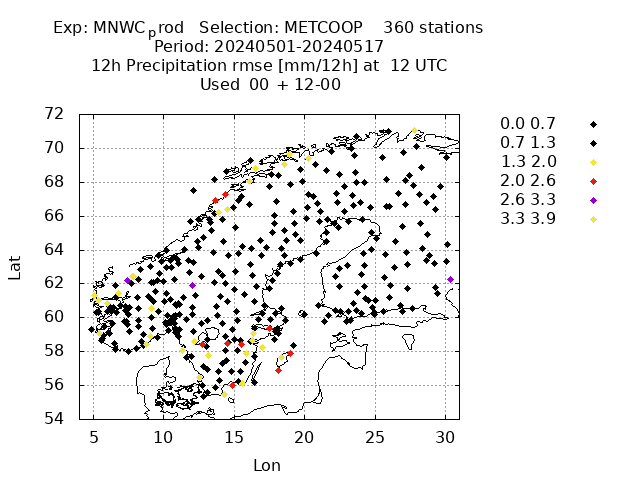 Exp: MNWC_prod   Selection: METCOOP    360 stations
Period: 20240501-20240517
12h Precipitation rmse [mm/12h] at  12 UTC
Used  00 + 12-00
72
70
68
66
64
62
60
58
56
54
Lat
5 10 15 20 25 30
Lon
0.0 0.7
0.7 1.3
1.3 2.0
2.0 2.6
2.6 3.3
3.3 3.9